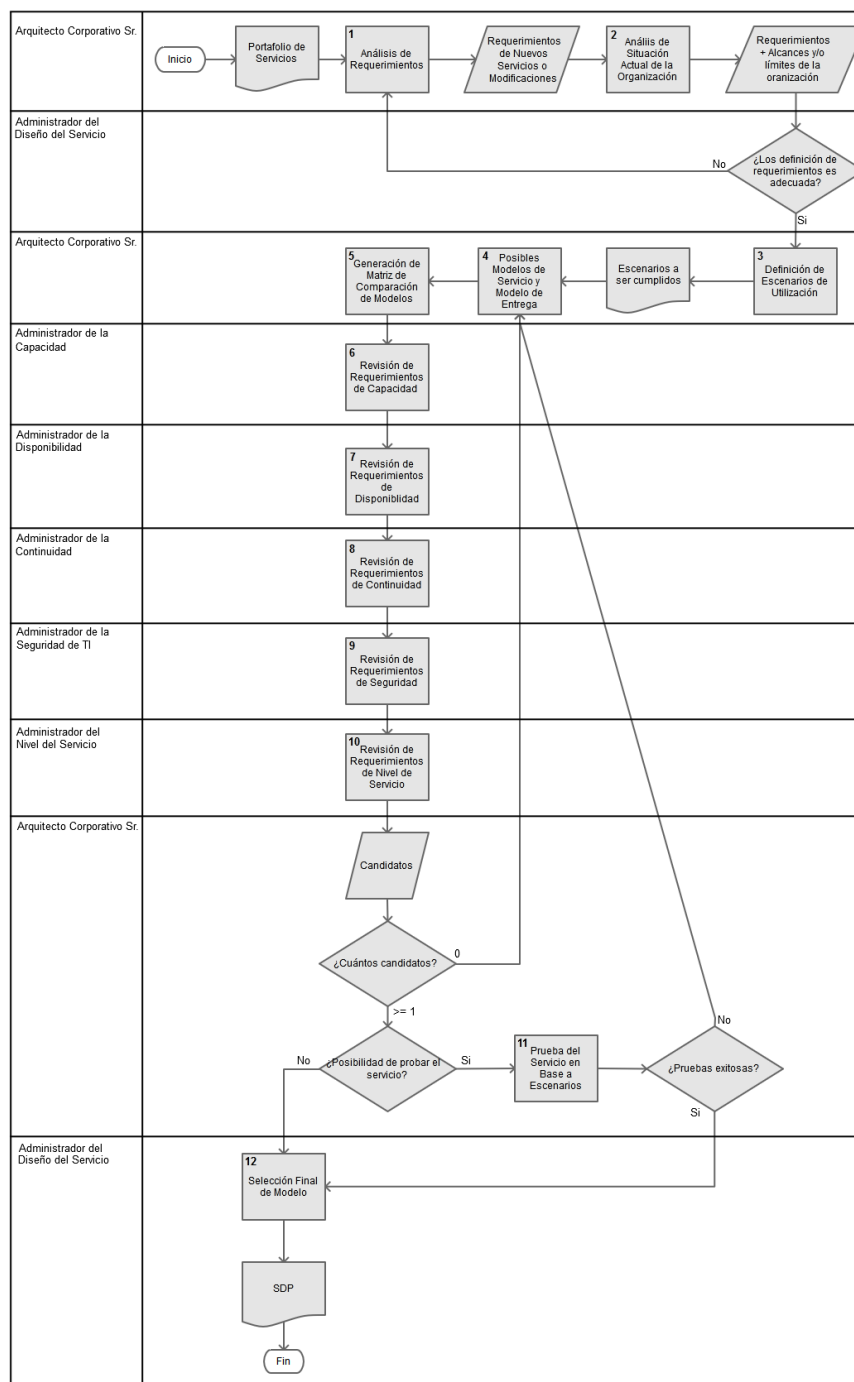 Arquitecto Corporativo Sr.
Inicio
Portafolio de
Servicios
1
Análisis de
Requerimientos
Requerimientos
de Nuevos
Servicios o
Modificaciones
2
Análiis de
Situación
Actual de la
Organización
Requerimientos
+ Alcances y/o
límites de la
oranización
Administrador del
Diseño del Servicio
No
¿Los definición de
requerimientos es
adecuada?
Si
Arquitecto Corporativo Sr.
5
Generación de
Matriz de
Comparación de
Modelos
4
Posibles
Modelos de
Servicio y
Modelo de
Entrega
Escenarios a
ser cumplidos
3
Definición de
Escenarios de
Utilización
Administrador de la
Capacidad
6
Revisión de
Requerimientos
de Capacidad
Administrador de la
Disponibilidad
7
Revisión de
Requerimientos
de
Disponiblidad
Administrador de la
Continuidad
8
Revisión de
Requerimientos
de Continuidad
Administrador de la
Seguridad de TI
9
Revisión de
Requerimientos
de Seguridad
Administrador del
Nivel del Servicio
10
Revisión de
Requerimientos
de Nivel de
Servicio
Arquitecto Corporativo Sr.
Candidatos
¿Cuántos candidatos?
0
>= 1
No
¿Posibilidad de probar el
servicio?
Si
11
Prueba del
Servicio en
Base a
Escenarios
No
¿Pruebas exitosas?
Si
Administrador del
Diseño del Servicio
12
Selección Final
de Modelo
SDP
Fin